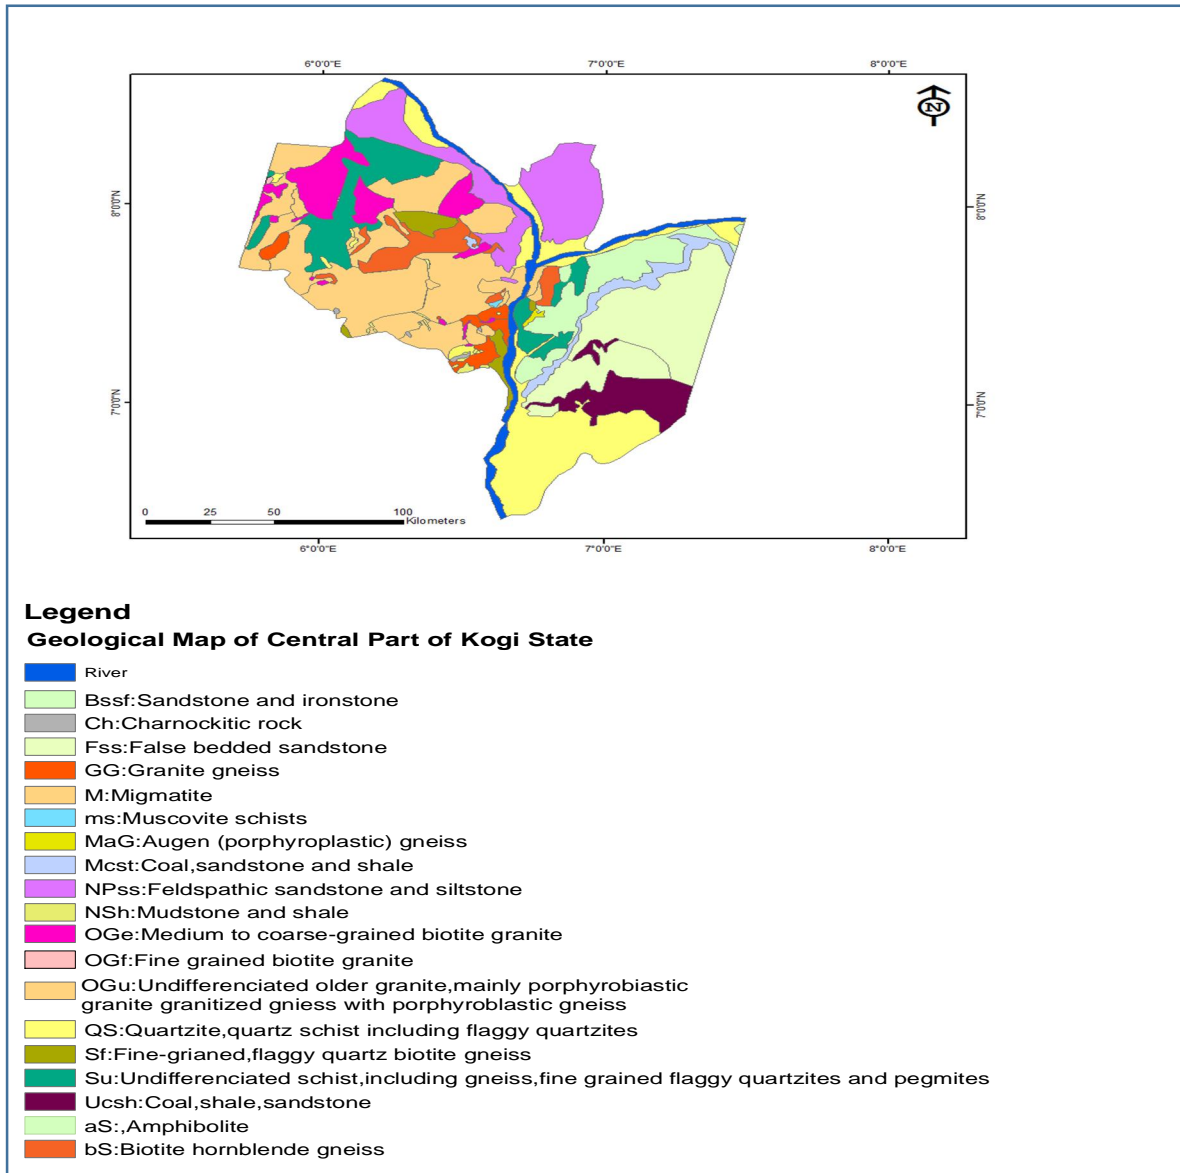 6°0'0"E 7°0'0"E 8°0'0"E
N
8°0'0"N 8°0'0"N
7°0'0"N 7°0'0"N
0 25 50 100
Kilometers
6°0'0"E 7°0'0"E 8°0'0"E
Legend
Geological Map of Central Part of Kogi State
River
Bssf:Sandstone and ironstone
Ch:Charnockitic rock
Fss:False bedded sandstone
GG:Granite gneiss
M:Migmatite
ms:Muscovite schists
MaG:Augen (porphyroplastic) gneiss
Mcst:Coal,sandstone and shale
NPss:Feldspathic sandstone and siltstone
NSh:Mudstone and shale
OGe:Medium to coarse-grained biotite granite
OGf:Fine grained biotite granite
OGu:Undifferenciated older granite,mainly porphyrobiastic
granite granitized gniess with porphyroblastic gneiss
QS:Quartzite,quartz schist including flaggy quartzites
Sf:Fine-grianed,flaggy quartz biotite gneiss
Su:Undifferenciated schist,including gneiss,fine grained flaggy quartzites and pegmites
Ucsh:Coal,shale,sandstone
aS:,Amphibolite
bS:Biotite hornblende gneiss